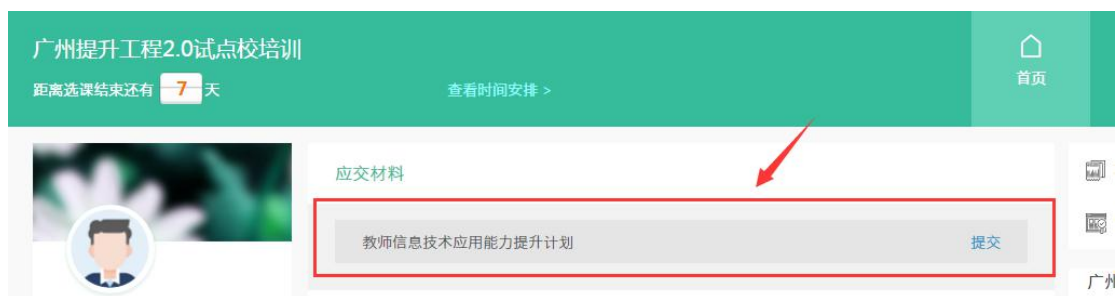 广州提升工程2.0试点校培训
首页
距离选课结束还有 7 天
查看时间安排 >
应交材料
教师信息技术应用能力提升计划 提交
广州